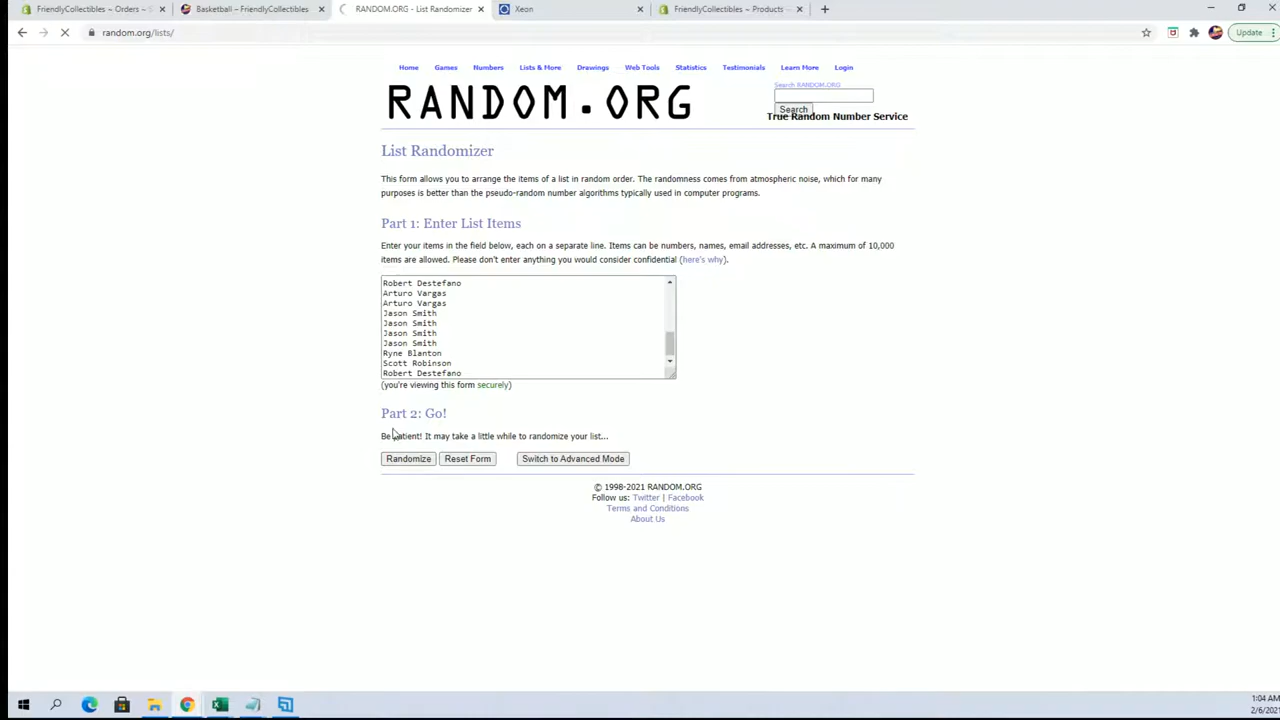 FriendlyCollectibles ~ Orders ~ S
Basketball – FriendlyCollectibles
RANDOM.ORG - List Randomizer
Xeon
FriendlyCollectibles ~ Products ~
random.org/lists/
Update
Home Games Numbers Lists & More Drawings Web Tools Statistics Testimonials Learn More Login
RANDOM.ORG
Search RANDOM.ORG
Search
True Random Number Service
List Randomizer
This form allows you to arrange the items of a list in random order. The randomness comes from atmospheric noise, which for many
purposes is better than the pseudo-random number algorithms typically used in computer programs.
Part 1: Enter List Items
Enter your items in the field below, each on a separate line. Items can be numbers, names, email addresses, etc. A maximum of 10,000
items are allowed. Please don't enter anything you would consider confidential (here's why).
Robert Destefano
Arturo Vargas
Arturo Vargas
Jason Smith
Jason Smith
Jason Smith
Jason Smith
Ryne Blanton
Scott Robinson
Robert Destefano
(you're viewing this form securely)
Part 2: Go!
Be patient! It may take a little while to randomize your list...
Randomize Reset Form Switch to Advanced Mode
© 1998-2021 RANDOM.ORG
Follow us: Twitter | Facebook
Terms and Conditions
About Us
1:04 AM
2/6/2021